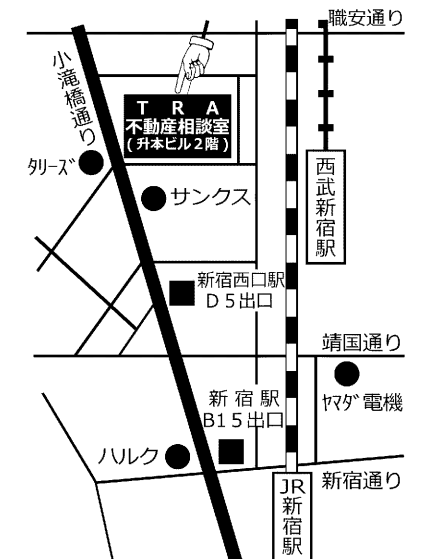 職安通り
小滝橋通り
ＴＲＡ
不動産相談室
(升本ビル２階)
ﾀﾘｰｽﾞ
サンクス
西武新宿駅
新宿西口駅
Ｄ５出口
靖国通り
ﾔﾏﾀﾞ電機
新宿駅
B1５出口
ハルク
新宿通り
JR新宿駅